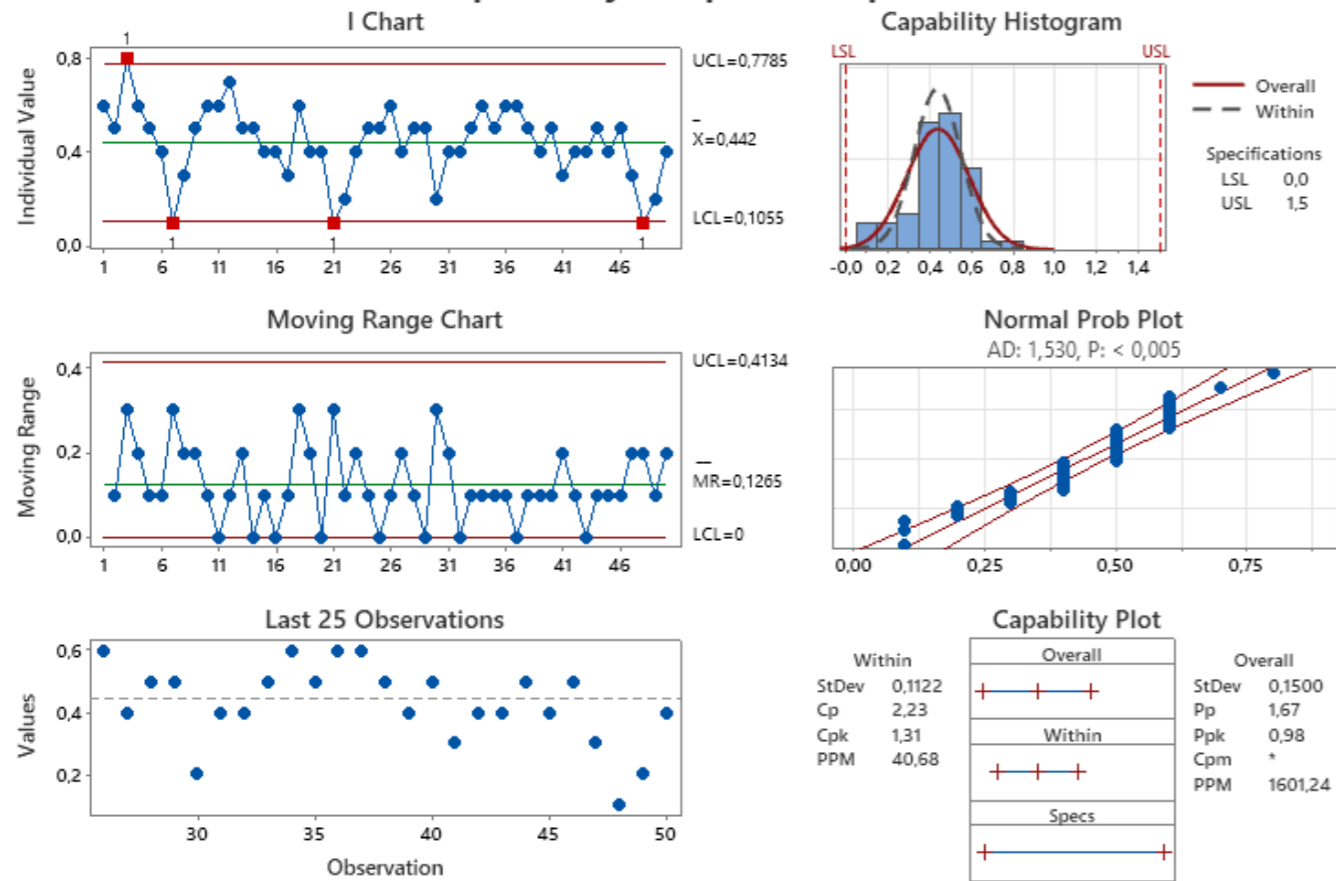 I Chart
1
0,8
0,4
0,0
Individual Value
UCL=0,7785
_
X=0,442
LCL=0,1055
1
1
1
1 6 11 16 21 26 31 36 41 46
Capability Histogram
LSL
USL
Overall
Within
Specifications
LSL 0,0
USL 1,5
-0,0 0,2 0,4 0,6 0,8 1,0 1,2 1,4
Moving Range Chart
0,4
0,2
0,0
Moving Range
UCL=0,4134
__
MR=0,1265
LCL=0
1 6 11 16 21 26 31 36 41 46
Normal Prob Plot
AD: 1,530, P: < 0,005
0,00 0,25 0,50 0,75
Last 25 Observations
0,6
0,4
0,2
Values
30 35 40 45 50
Observation
Capability Plot
Within
StDev 0,1122
Cp 2,23
Cpk 1,31
PPM 40,68
Overall
Within
Specs
Overall
StDev 0,1500
Pp 1,67
Ppk 0,98
Cpm *
PPM 1601,24